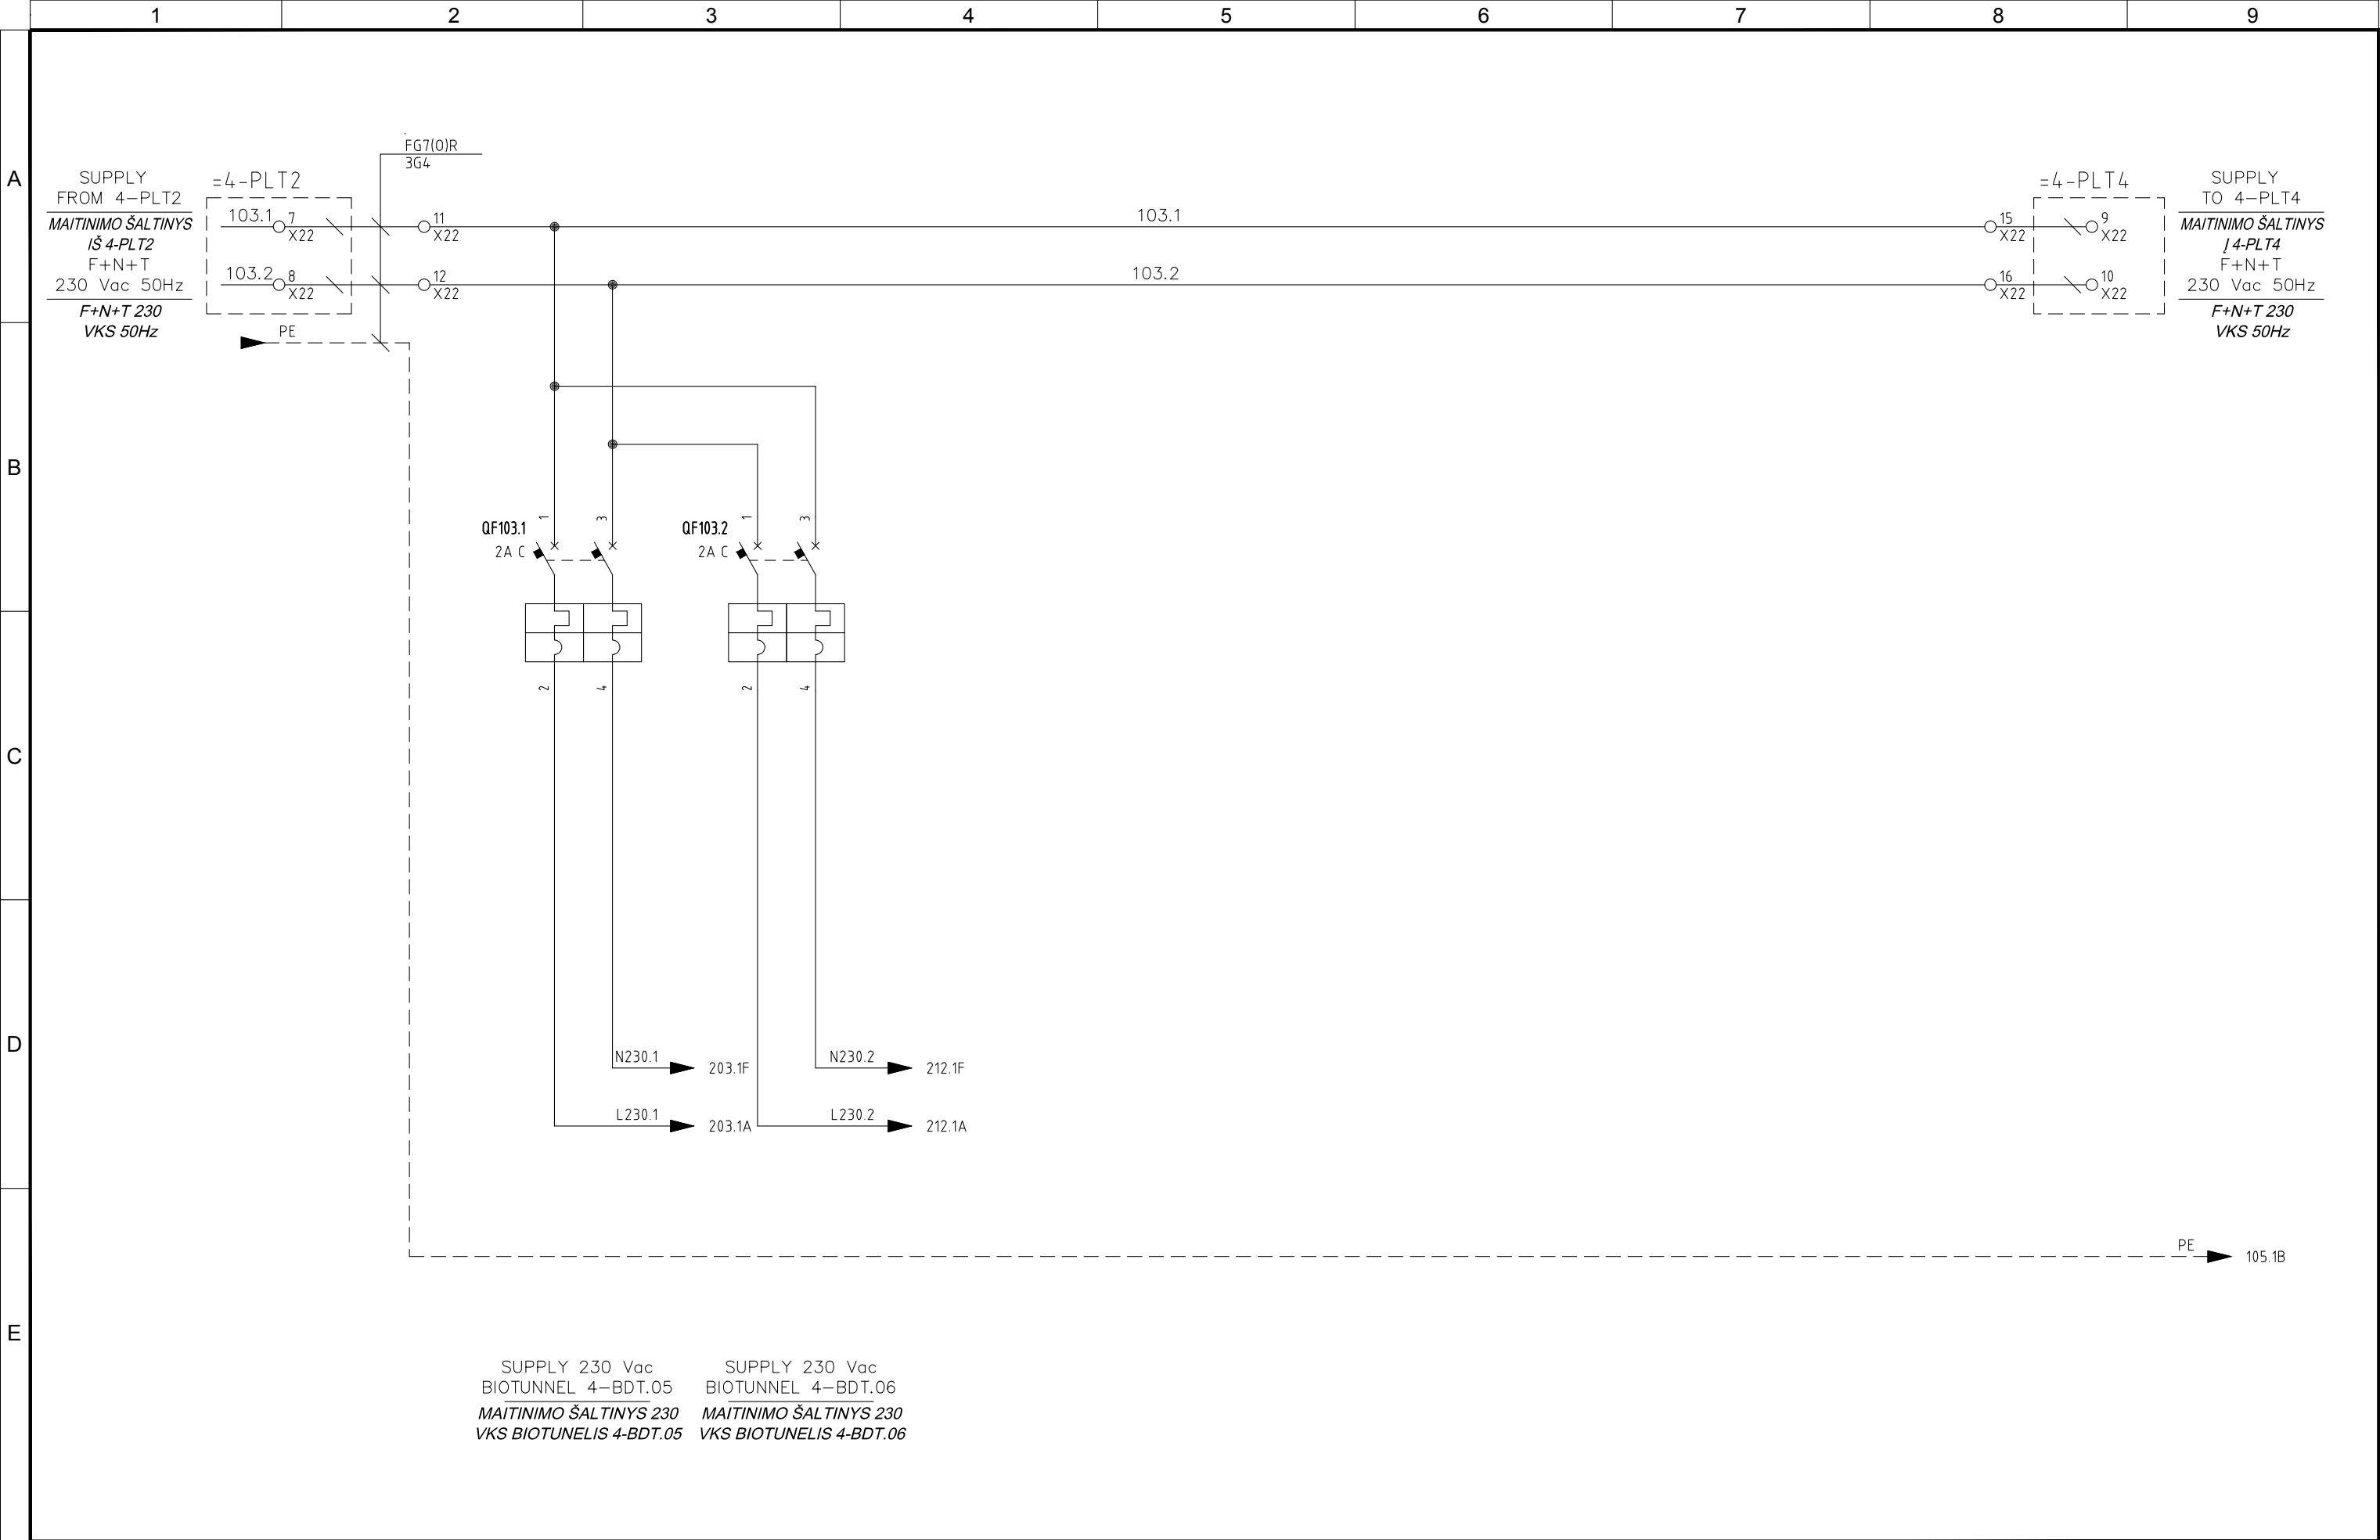 1 2 3 4 5 6 7 8 9
A
B
C
D
E
FG7(O)R
3G4
SUPPLY
FROM 4-PLT2
MAITINIMO ŠALTINYS
IŠ 4-PLT2
F+N+T
230 Vac 50Hz
F+N+T 230
VKS 50Hz
=4-PLT2
103.1 7
X22
103.2 8
X22
PE
11
X22
12
X22
103.1
103.2
15
X22
16
X22
=4-PLT4
9
X22
10
X22
SUPPLY
TO 4-PLT4
MAITINIMO ŠALTINYS
Į 4-PLT4
F+N+T
230 Vac 50Hz
F+N+T 230
VKS 50Hz
QF103.1
2A C
1 3
2 4
QF103.2
2A C
1 3
2 4
N230.1 203.1F
L230.1 203.1A
N230.2 212.1F
L230.2 212.1A
PE 105.1B
SUPPLY 230 Vac
BIOTUNNEL 4-BDT.05
MAITINIMO ŠALTINYS 230
VKS BIOTUNELIS 4-BDT.05
SUPPLY 230 Vac
BIOTUNNEL 4-BDT.06
MAITINIMO ŠALTINYS 230
VKS BIOTUNELIS 4-BDT.06